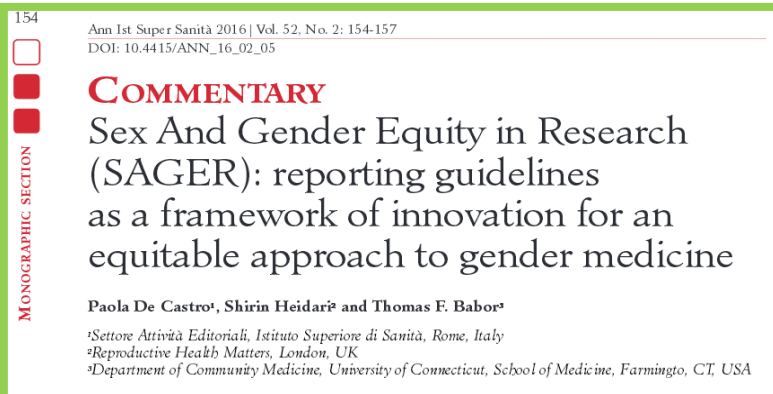 154
Ann Ist Super Sanità 2016 | Vol. 52, No. 2: 154-157
DOI: 10.4415/ANN_16_02_05
COMMENTARY
Sex And Gender Equity in Research
(SAGER): reporting guidelines
as a framework of innovation for an
equitable approach to gender medicine
Paola De Castro¹, Shirin Heidari² and Thomas F. Babor³
¹Settore Attività Editoriali, Istituto Superiore di Sanità, Rome, Italy
²Reproductive Health Matters, London, UK
³Department of Community Medicine, University of Connecticut, School of Medicine, Farmingto, CT, USA
MONOGRAPHIC SECTION